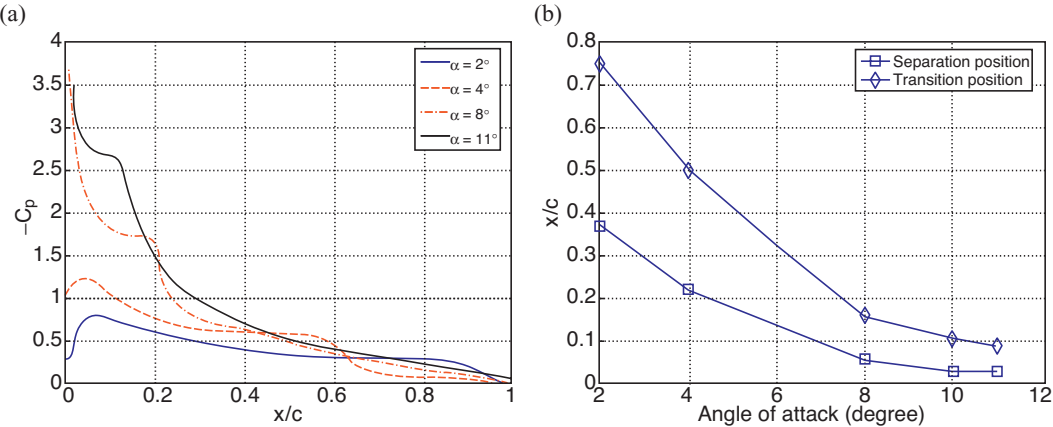 (a)
4
3.5
3
2.5
2
1.5
1
0.5
0
−Cp
0 0.2 0.4 0.6 0.8 1
x/c
α = 2°
α = 4°
α = 8°
α = 11°
(b)
0.8
0.7
0.6
0.5
0.4
0.3
0.2
0.1
0
x/c
2 4 6 8 10 12
Angle of attack (degree)
Separation position
Transition position